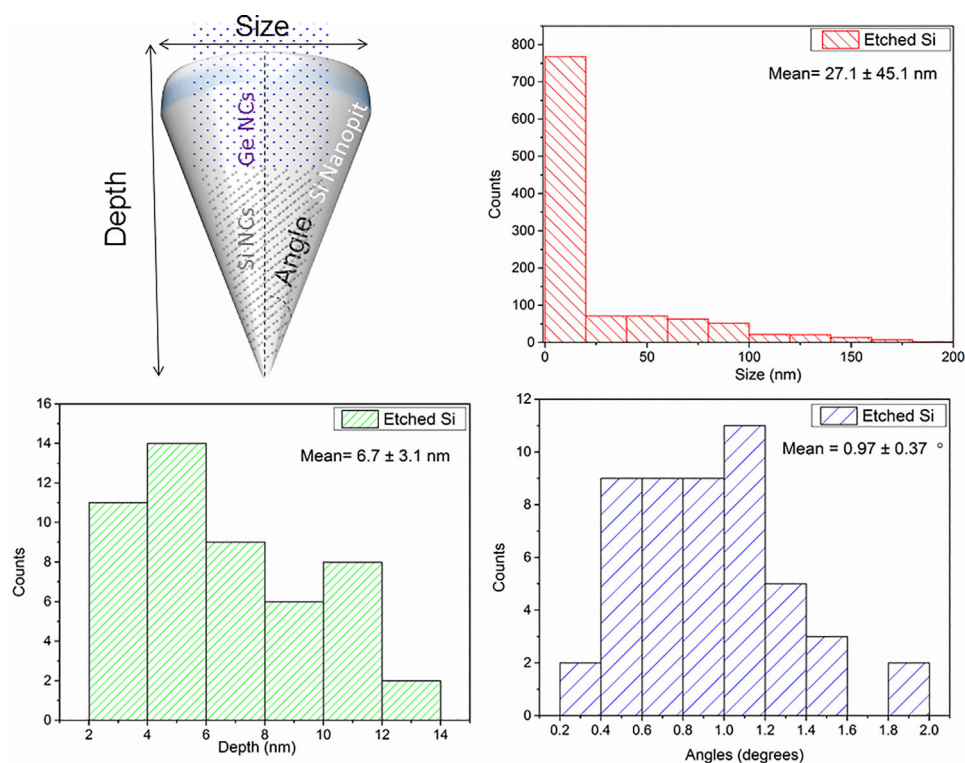 Size
Depth
Ge NCs
Si NCs
Si Nanopit
Angle
Etched Si
Mean= 27.1 ± 45.1 nm
Counts
800
700
600
500
400
300
200
100
0
0 50 100 150 200
Size (nm)
Etched Si
Mean= 6.7 ± 3.1 nm
Counts
16
14
12
10
8
6
4
2
0
2 4 6 8 10 12 14
Depth (nm)
Etched Si
Mean = 0.97 ± 0.37 °
Counts
12
10
8
6
4
2
0
0.2 0.4 0.6 0.8 1.0 1.2 1.4 1.6 1.8 2.0
Angles (degrees)